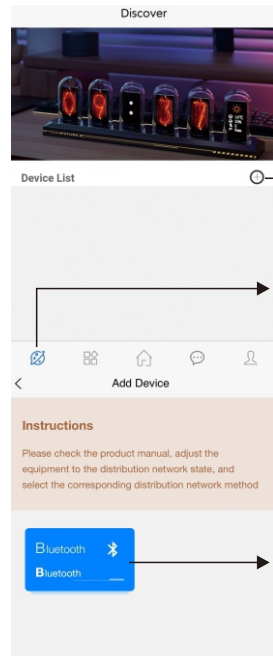 Discover
Device List
Add Device
Instructions
Please check the product manual, adjust the
equipment to the distribution network state, and
select the corresponding distribution network method
Bluetooth
Bluetooth